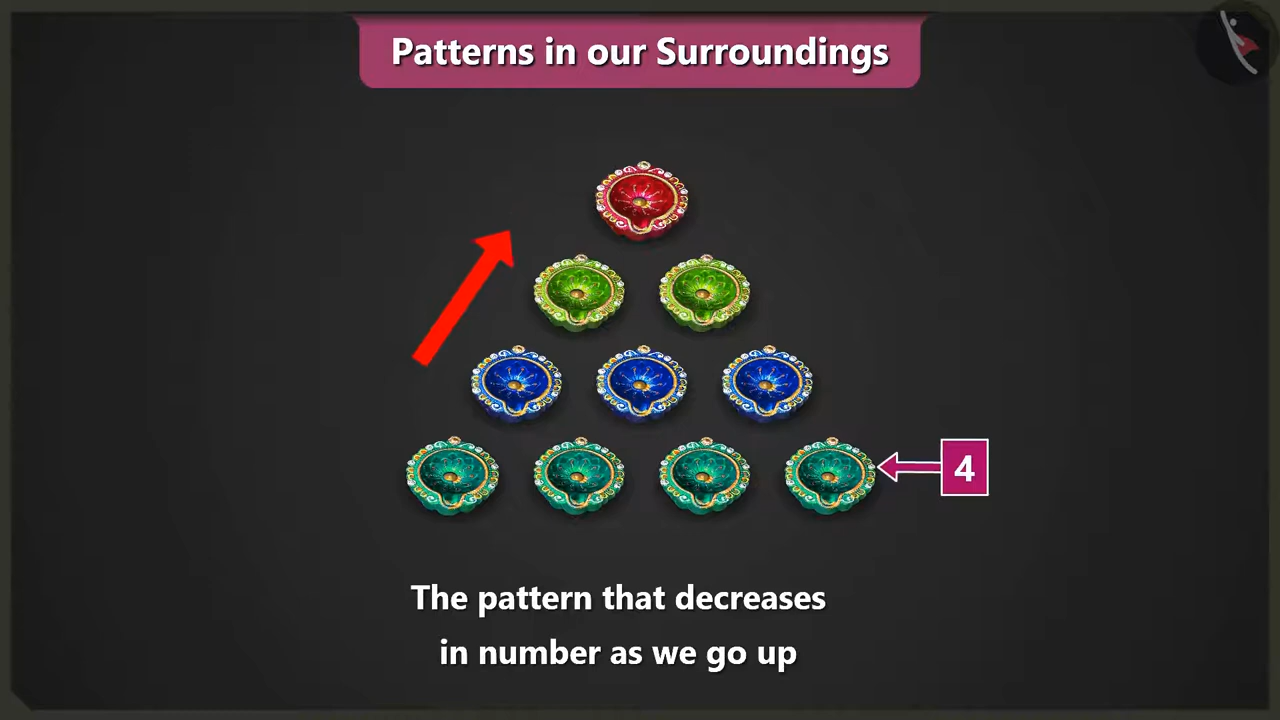 Patterns in our Surroundings
4
The pattern that decreases
in number as we go up